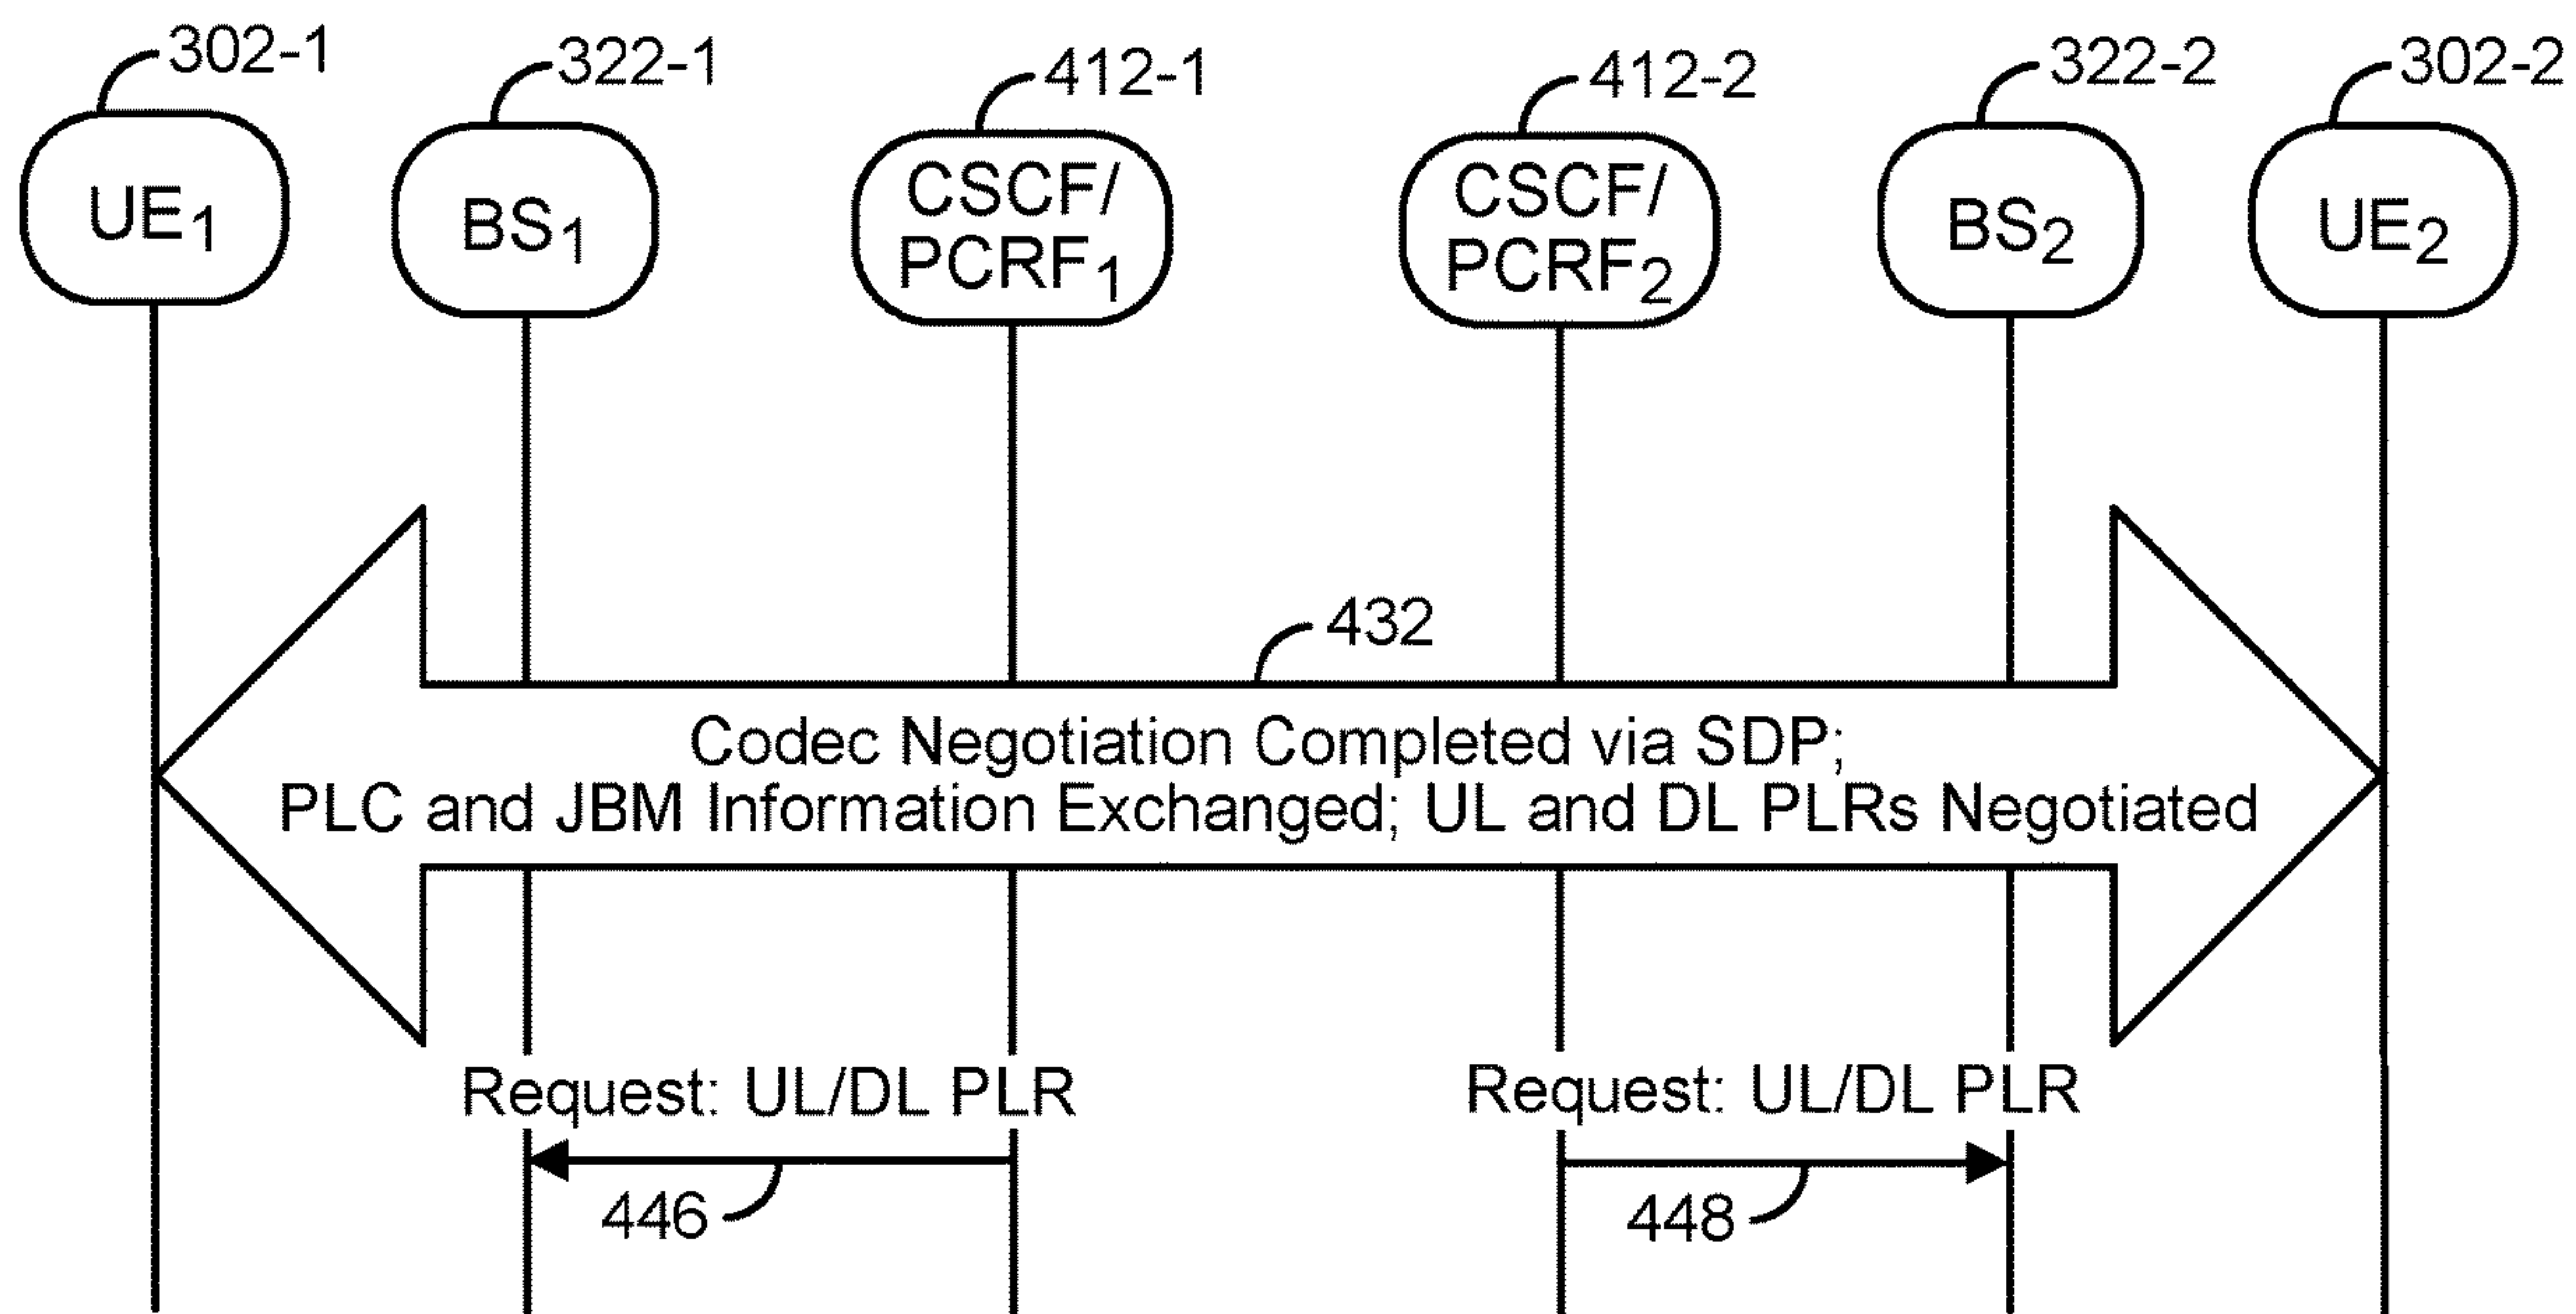 302-1
322-1
412-1
412-2
322-2
302-2
UE1
BS1
CSCF/
PCRF1
CSCF/
PCRF2
BS2
UE2
432
Codec Negotiation Completed via SDP;
PLC and JBM Information Exchanged; UL and DL PLRs Negotiated
Request: UL/DL PLR
Request: UL/DL PLR
446
448